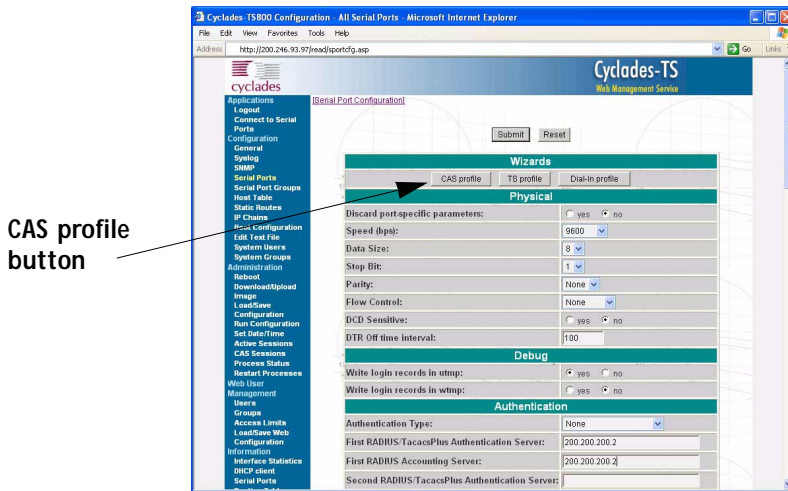 Cyclades-TS800 Configuration - All Serial Ports - Microsoft Internet Explorer
File Edit View Favorites Tools Help
Address http://200.246.93.97/read/sportcfg.asp Go Links
cyclades
Cyclades-TS
Web Management Service
Applications
Logout
Connect to Serial
Ports
Configuration
General
Syslog
SNMP
Serial Ports
Serial Port Groups
Host Table
Static Routes
IP Chains
Boot Configuration
Edit Text File
System Users
System Groups
Administration
Reboot
Download/Upload
Image
Load/Save
Configuration
Run Configuration
Set Date/Time
Active Sessions
CAS Sessions
Process Status
Restart Processes
Web User
Management
Users
Groups
Access Limits
Load/Save Web
Configuration
Information
Interface Statistics
DHCP client
Serial Ports
[Serial Port Configuration]
Submit Reset
Wizards
CAS profile TS profile Dial-In profile
Physical
Discard port-specific parameters: yes no
Speed (bps): 9600
Data Size: 8
Stop Bit: 1
Parity: None
Flow Control: None
DCD Sensitive: yes no
DTR Off time interval: 100
Debug
Write login records in utmp: yes no
Write login records in wtmp: yes no
Authentication
Authentication Type: None
First RADIUS/TacacsPlus Authentication Server: 200.200.200.2
First RADIUS Accounting Server: 200.200.200.2
Second RADIUS/TacacsPlus Authentication Server:
CAS profile
button